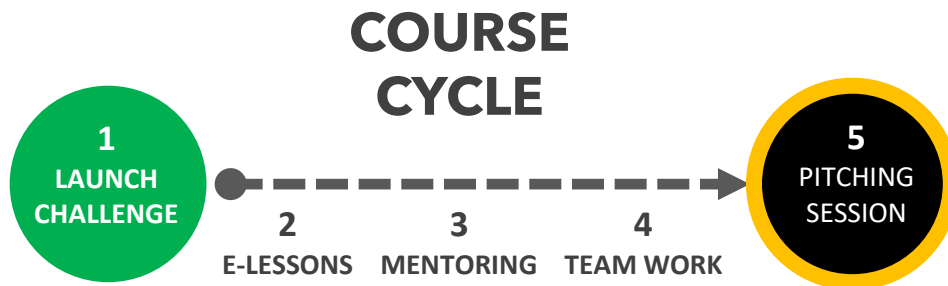 COURSE
CYCLE
1
LAUNCH
CHALLENGE
2
E-LESSONS
3
MENTORING
4
TEAM WORK
5
PITCHING
SESSION